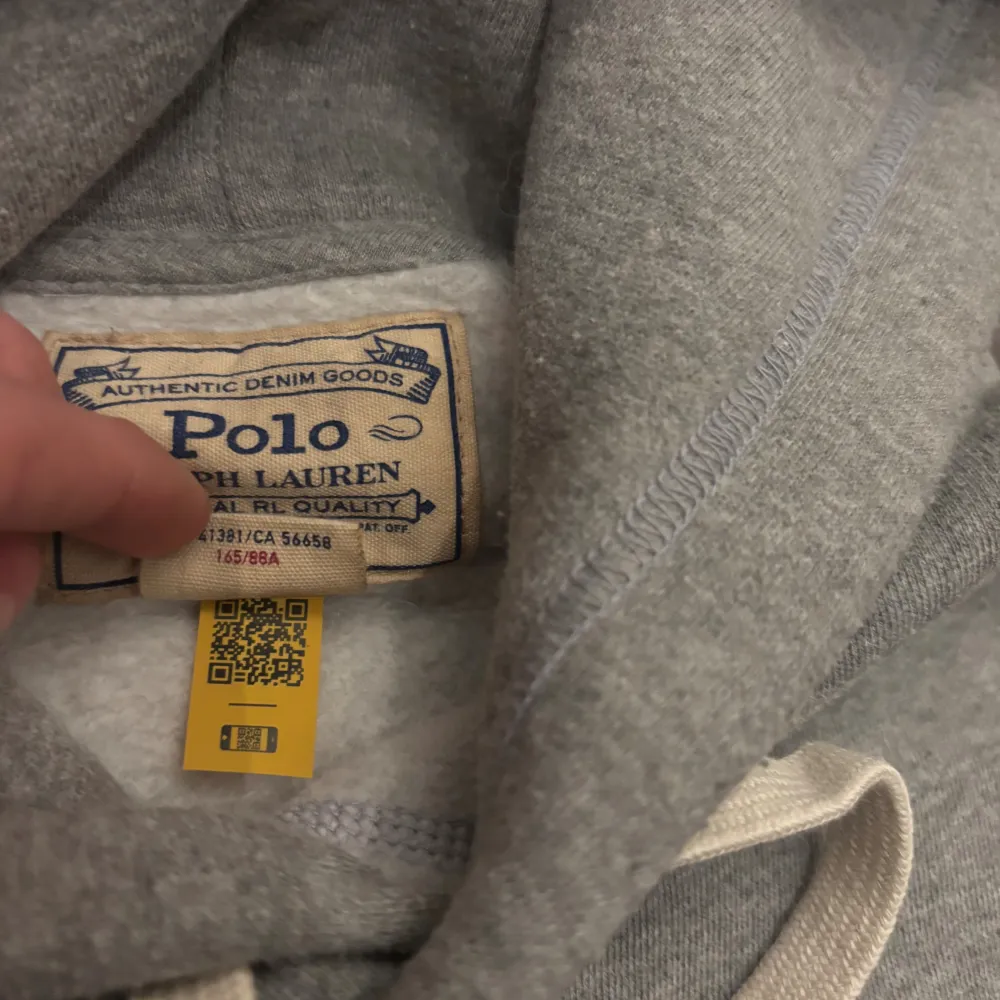 AUTHENTIC DENIM GOODS
Polo
PH LAUREN
AL RL QUALITY
PAT. OFF.
41381/CA 56658
165/88A